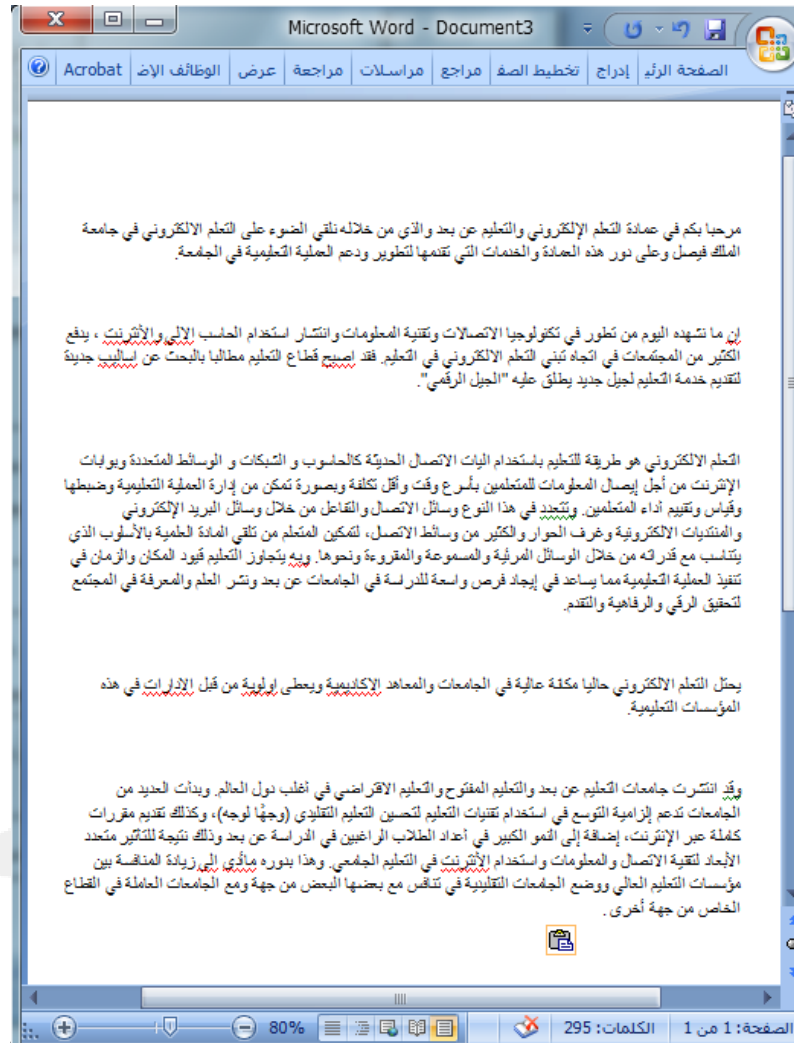 Microsoft Word - Document3
الصفحة الرئي إدراج تخطيط الصف مراجع مراسلات مراجعة عرض الوظائف الإض Acrobat
مرحبا بكم في عمادة التعلم الإلكتروني والتعليم عن بعد والذي من خلاله نلقي الضوء على التعلم الالكتروني في جامعة
الملك فيصل وعلى دور هذه العمادة والخدمات التي تقدمها لتطوير ودعم العملية التعليمية في الجامعة.
إن ما نشهده اليوم من تطور في تكنولوجيا الاتصالات وتقنية المعلومات وانتشار استخدام الحاسب الالي والأنترنت ، يدفع
الكثير من المجتمعات في اتجاه تبني التعلم الالكتروني في التعليم. فقد اصبح قطاع التعليم مطالبا بالبحث عن اساليب جديدة
لتقديم خدمة التعليم لجيل جديد يطلق عليه "الجيل الرقمي".
التعلم الالكتروني هو طريقة للتعليم باستخدام اليات الاتصال الحديثة كالحاسوب و الشبكات و الوسائط المتعددة وبوابات
الإنترنت من أجل إيصال المعلومات للمتعلمين بأسرع وقت وأقل تكلفة وبصورة تمكن من إدارة العملية التعليمية وضبطها
وقياس وتقييم أداء المتعلمين. وتتعدد في هذا النوع وسائل الاتصال والتفاعل من خلال وسائل البريد الإلكتروني
والمنتديات الالكترونية وغرف الحوار والكثير من وسائط الاتصال، لتمكين المتعلم من تلقي المادة العلمية بالأسلوب الذي
يتناسب مع قدراته من خلال الوسائل المرئية والمسموعة والمقروءة ونحوها. وبه يتجاوز التعليم قيود المكان والزمان في
تنفيذ العملية التعليمية مما يساعد في إيجاد فرص واسعة للدراسة في الجامعات عن بعد ونشر العلم والمعرفة في المجتمع
لتحقيق الرقي والرفاهية والتقدم.
يحتل التعلم الالكتروني حاليا مكانة عالية في الجامعات والمعاهد الاكاديمية ويعطى اولوية من قبل الادارات في هذه
المؤسسات التعليمية.
وقد انتشرت جامعات التعليم عن بعد والتعليم المفتوح والتعليم الافتراضي في أغلب دول العالم. وبدأت العديد من
الجامعات تدعم إلزامية التوسع في استخدام تقنيات التعليم لتحسين التعليم التقليدي (وجهًا لوجه)، وكذلك تقديم مقررات
كاملة عبر الإنترنت، إضافة إلى النمو الكبير في أعداد الطلاب الراغبين في الدراسة عن بعد وذلك نتيجة للتأثير متعدد
الأبعاد لتقنية الاتصال والمعلومات واستخدام الأنترنت في التعليم الجامعي. وهذا بدوره ماأدي الي زيادة المنافسة بين
مؤسسات التعليم العالي ووضع الجامعات التقليدية في تنافس مع بعضها البعض من جهة ومع الجامعات العاملة في القطاع
الخاص من جهة أخرى .
الصفحة: 1 من 1 الكلمات: 295 80%